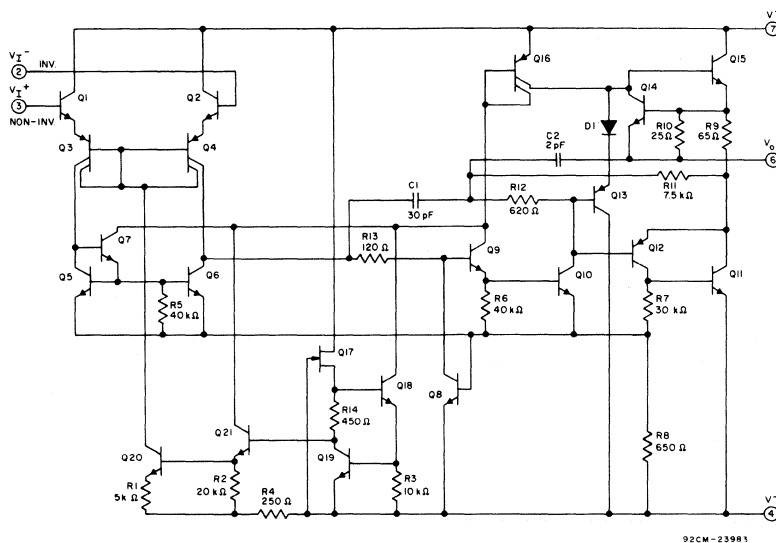 V+
7
VI−
2
INV.
VI+
3
NON-INV.
Q1
Q2
Q3
Q4
Q16
Q15
Q14
D1
R10
25Ω
R9
65Ω
Vo
6
C2
2 pF
R11
7.5 kΩ
C1
30 pF
R12
620 Ω
Q13
R13
120 Ω
Q7
Q5
Q6
R5
40 kΩ
Q9
Q10
Q12
Q11
R6
40 kΩ
R7
30 kΩ
Q17
Q18
Q8
R14
450 Ω
Q21
Q20
Q19
R8
650 Ω
R1
5k Ω
R2
20 kΩ
R4
250 Ω
R3
10 kΩ
V−
4
92CM-23983